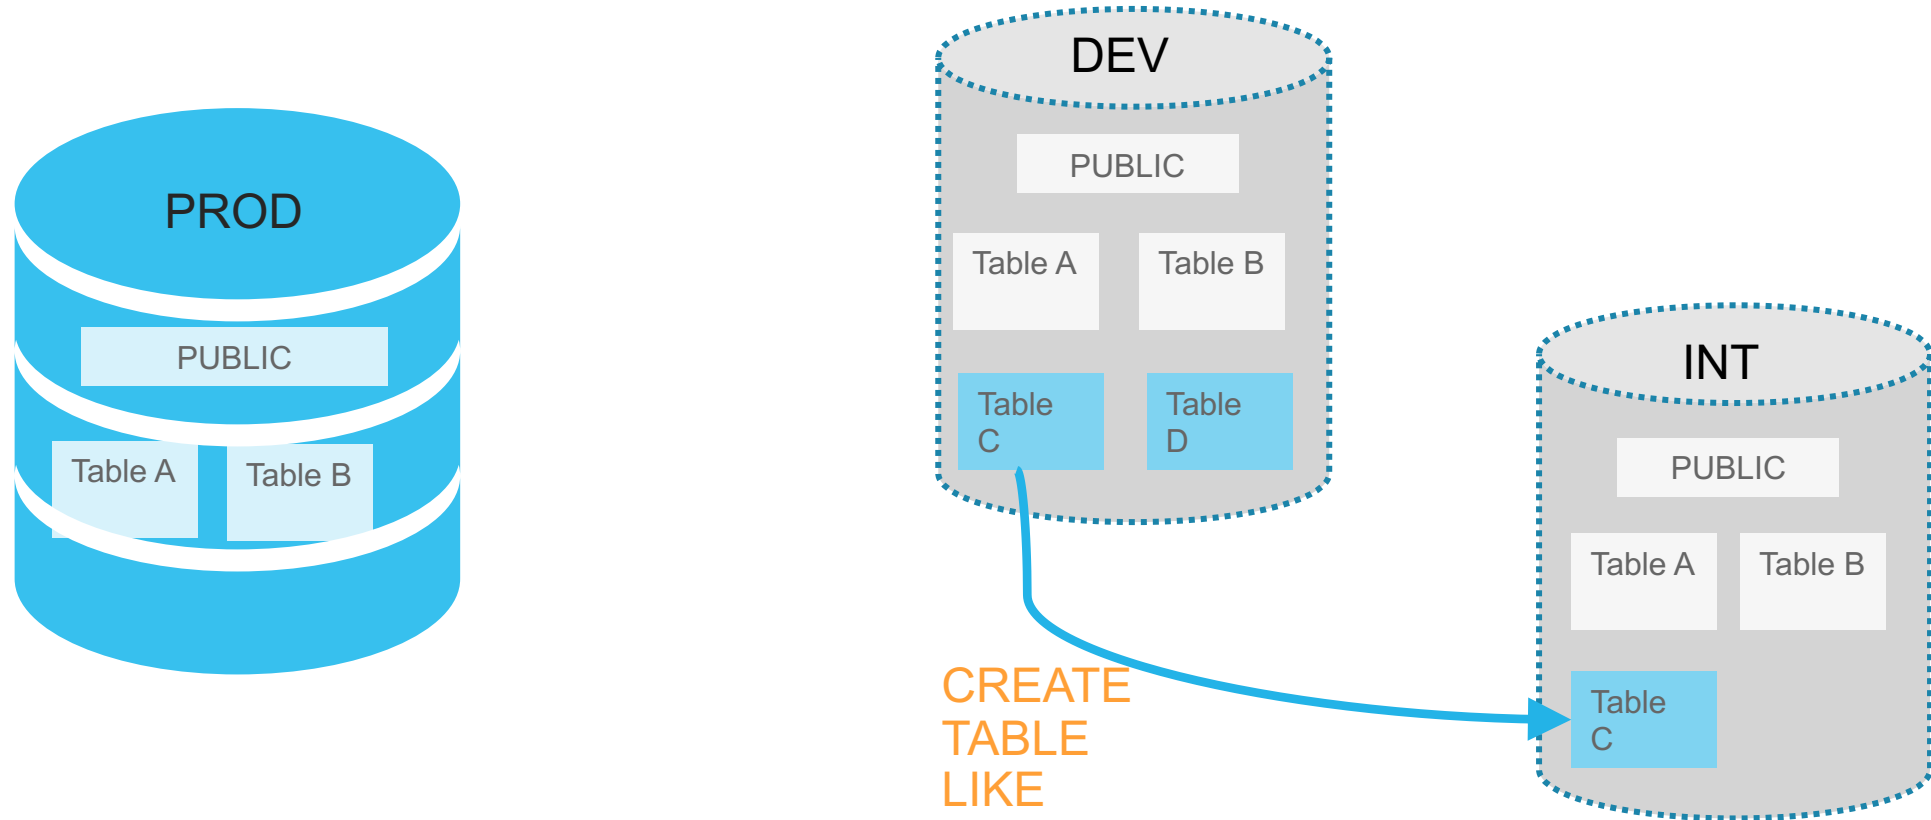 PROD
PUBLIC
Table A
Table B
DEV
PUBLIC
Table A
Table B
Table
C
Table
D
CREATE
TABLE
LIKE
INT
PUBLIC
Table A
Table B
Table
C